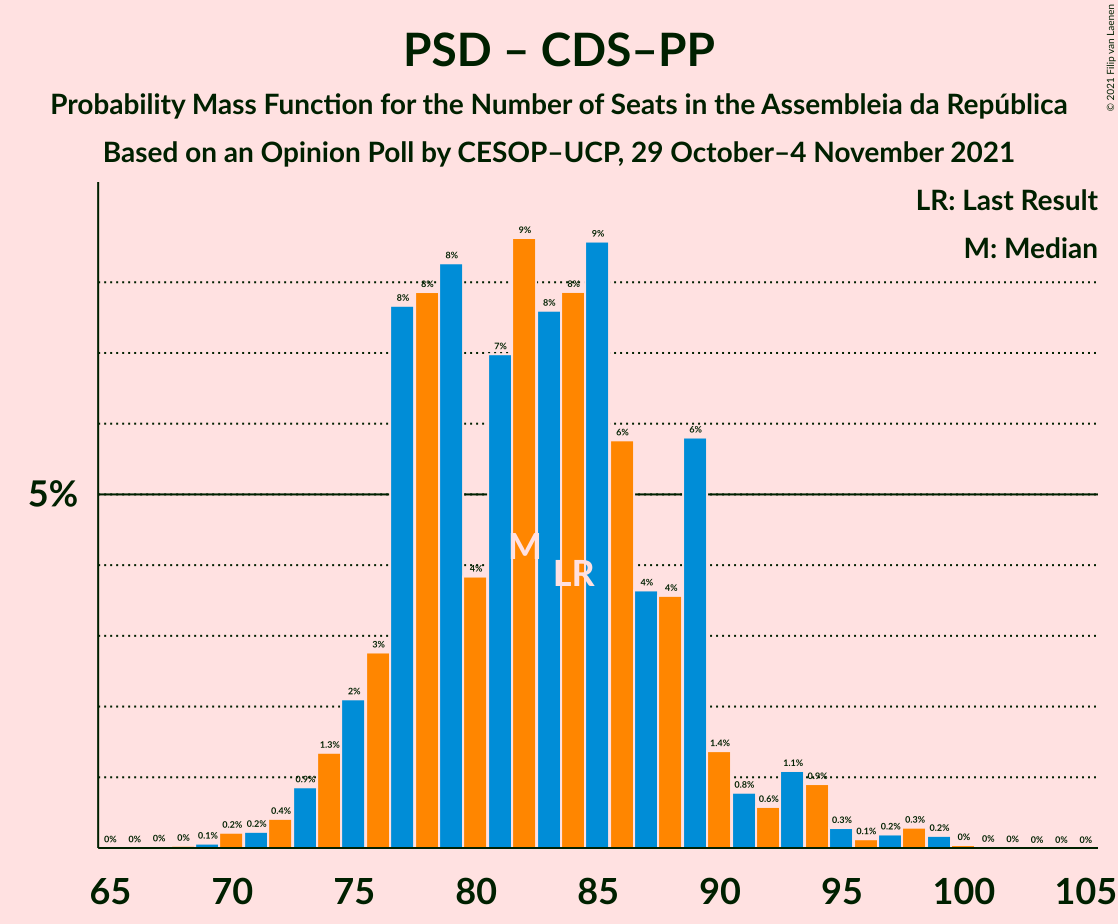 PSD – CDS–PP
Probability Mass Function for the Number of Seats in the Assembleia da República
Based on an Opinion Poll by CESOP–UCP, 29 October–4 November 2021
© 2021 Filip van Laenen
LR: Last Result
M: Median
5%
0% 0% 0% 0% 0.1% 0.2% 0.2% 0.4% 0.9% 1.3% 2% 3% 8% 8% 8% 4% 7% 9% 8% 8% 9% 6% 4% 4% 6% 1.4% 0.8% 0.6% 1.1% 0.9% 0.3% 0.1% 0.2% 0.3% 0.2% 0% 0% 0% 0% 0% 0%
M
LR
65 70 75 80 85 90 95 100 105